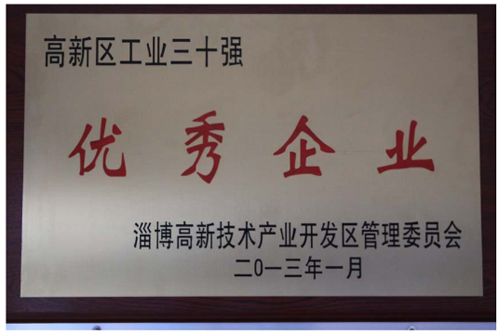 高新区工业三十强
优秀企业
淄博高新技术产业开发区管理委员会
二0一三年一月